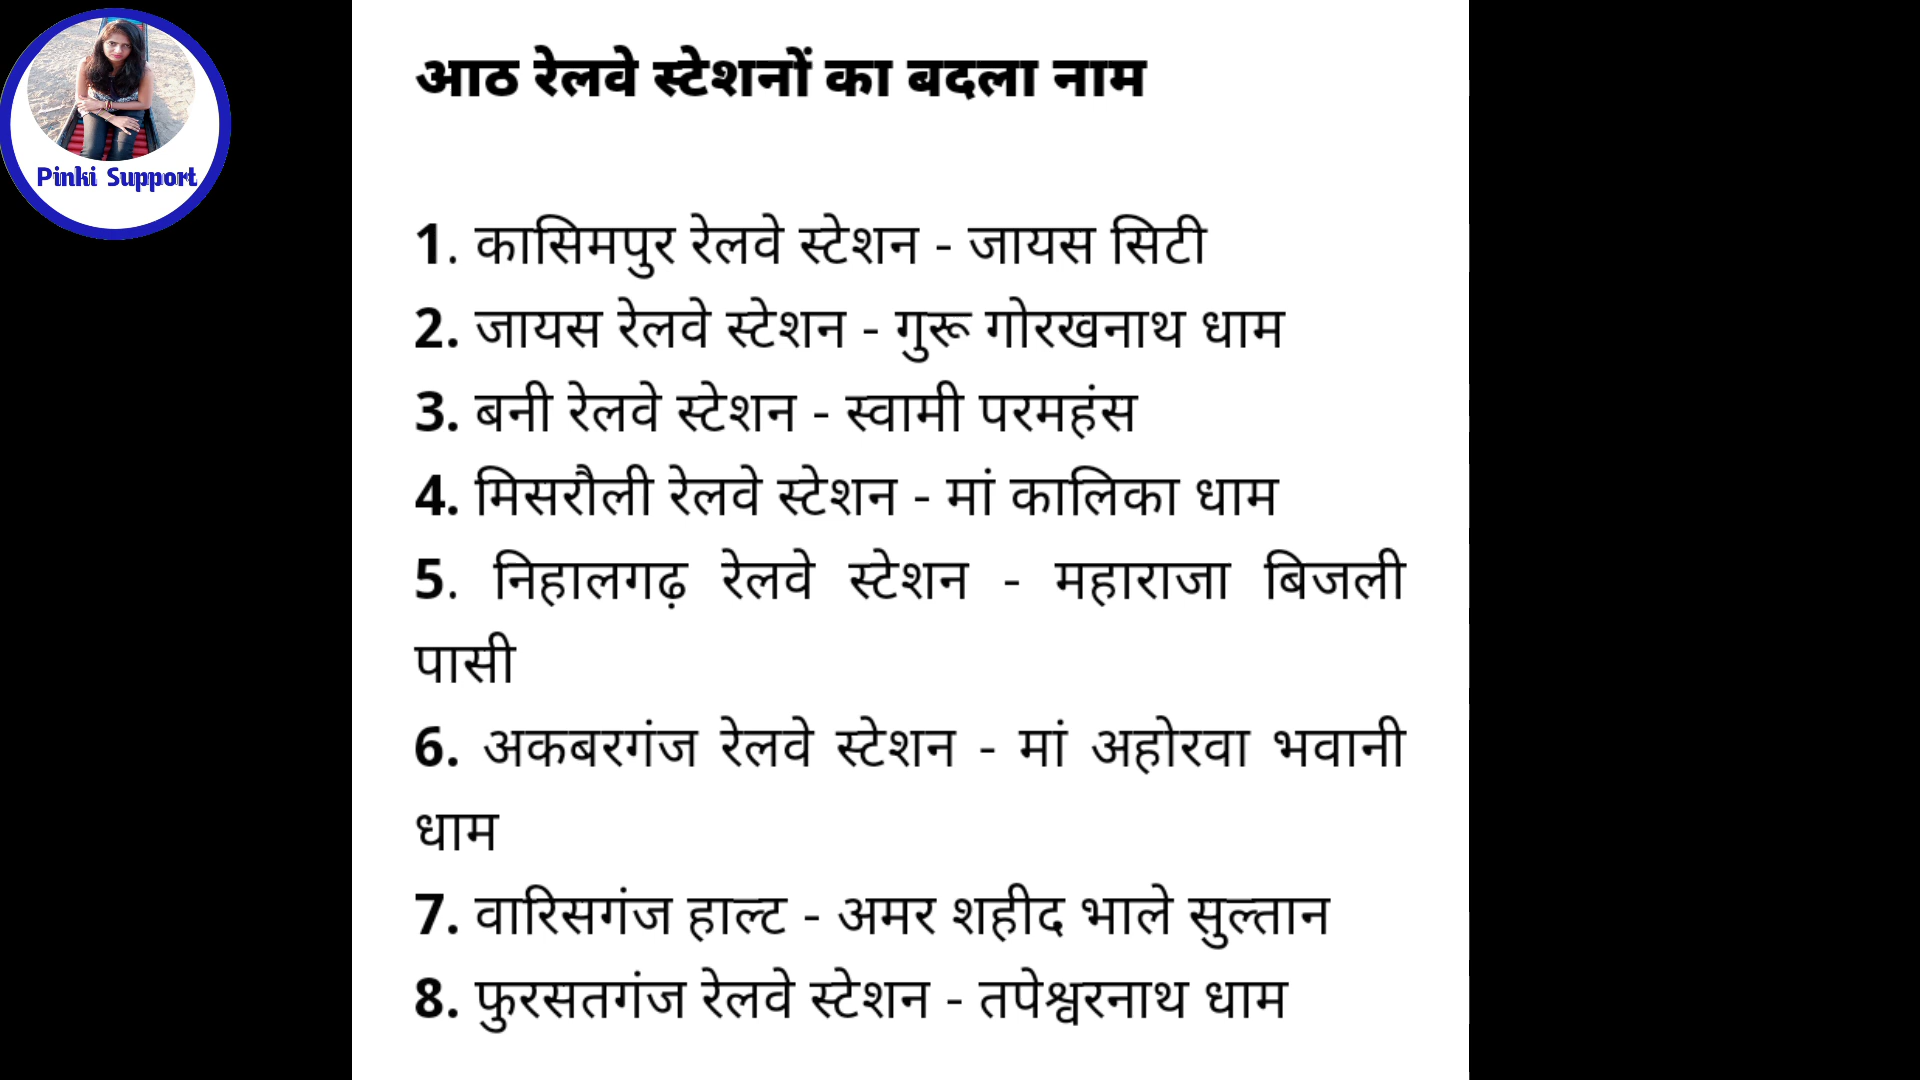 Pinki Support
आठ रेलवे स्टेशनों का बदला नाम
1. कासिमपुर रेलवे स्टेशन - जायस सिटी
2. जायस रेलवे स्टेशन - गुरू गोरखनाथ धाम
3. बनी रेलवे स्टेशन - स्वामी परमहंस
4. मिसरौली रेलवे स्टेशन - मां कालिका धाम
5. निहालगढ़ रेलवे स्टेशन - महाराजा बिजली
पासी
6. अकबरगंज रेलवे स्टेशन - मां अहोरवा भवानी
धाम
7. वारिसगंज हाल्ट - अमर शहीद भाले सुल्तान
8. फुरसतगंज रेलवे स्टेशन - तपेश्वरनाथ धाम